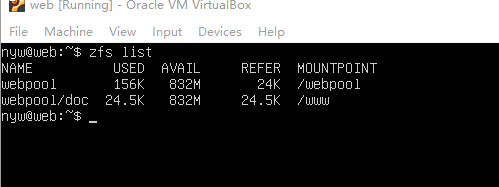 web [Running] - Oracle VM VirtualBox
File Machine View Input Devices Help
nyw@web:~$ zfs list
NAME USED AVAIL REFER MOUNTPOINT
webpool 156K 832M 24K /webpool
webpool/doc 24.5K 832M 24.5K /www
nyw@web:~$ _